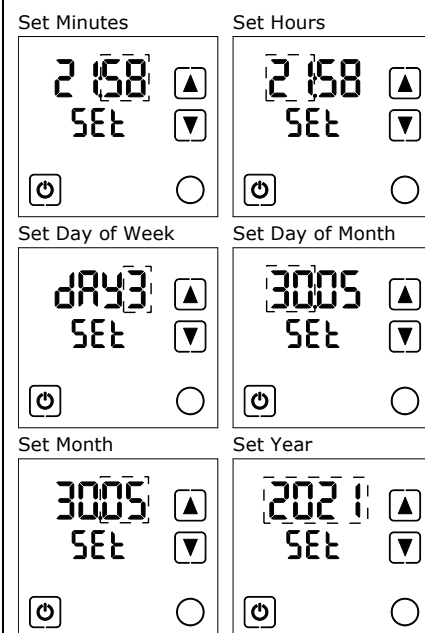 Set Minutes
21:58
SEt
Set Hours
21:58
SEt
Set Day of Week
dAY3
SEt
Set Day of Month
30.05
SEt
Set Month
30.05
SEt
Set Year
2021
SEt